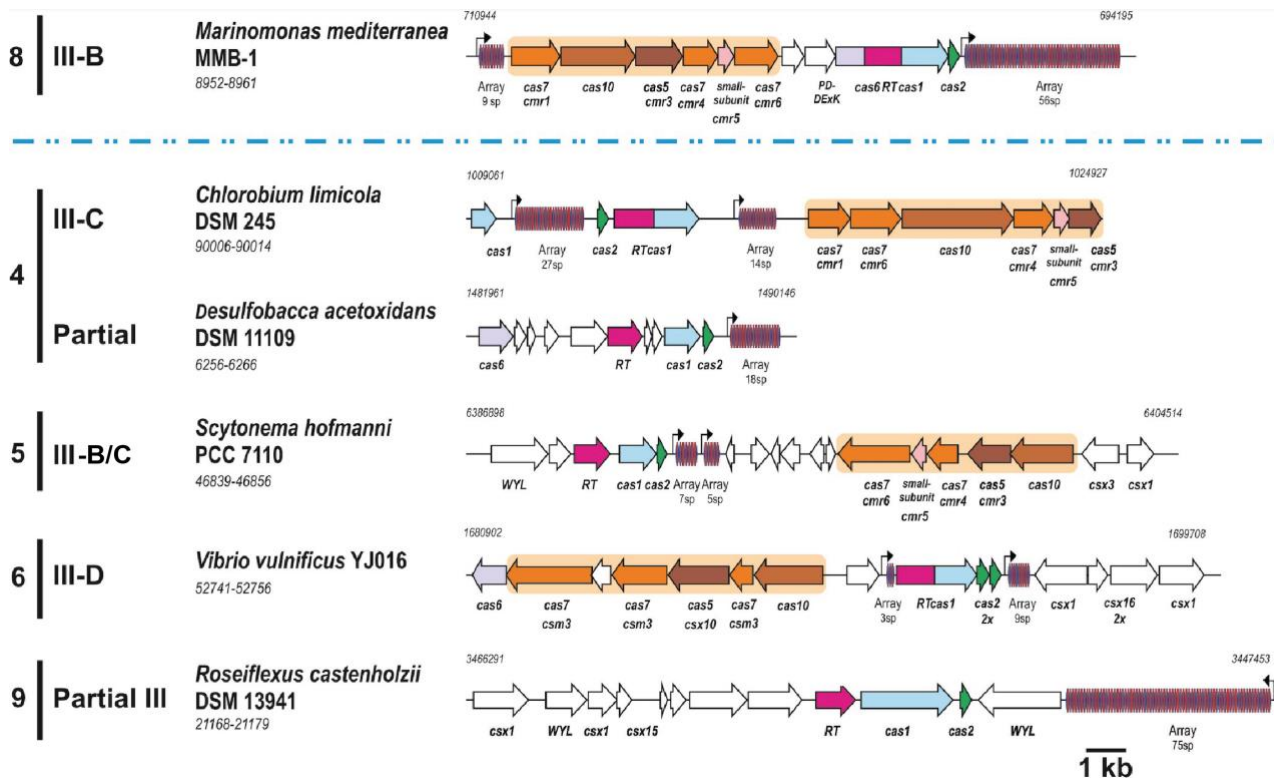 8 III-B Marinomonas mediterranea
MMB-1
8952-8961
710944 694195
Array
9 sp
cas7
cmr1
cas10
cas5
cmr3
cas7
cmr4
small-
subunit
cmr5
cas7
cmr6
PD-
DExK
cas6 RT cas1
cas2
Array
56sp
4
III-C
Chlorobium limicola
DSM 245
90006-90014
1009061 1024927
cas1
Array
27sp
cas2
RTcas1
Array
14sp
cas7
cmr1
cas7
cmr6
cas10
cas7
cmr4
small-
subunit
cmr5
cas5
cmr3
Partial
Desulfobacca acetoxidans
DSM 11109
6256-6266
1481961 1490146
cas6
RT
cas1
cas2
Array
18sp
5 III-B/C
Scytonema hofmanni
PCC 7110
46839-46856
6386898 6404514
WYL
RT
cas1
cas2
Array
7sp
Array
5sp
cas7
cmr6
small-
subunit
cmr5
cas7
cmr4
cas5
cmr3
cas10
csx3
csx1
6 III-D
Vibrio vulnificus YJ016
52741-52756
1680902 1699708
cas6
cas7
csm3
cas7
csm3
cas5
csx10
cas7
csm3
cas10
Array
3sp
RTcas1
cas2
2x
Array
9sp
csx1
csx16
2x
csx1
9 Partial III
Roseiflexus castenholzii
DSM 13941
21168-21179
3466291 3447453
csx1
WYL
csx1
csx15
RT
cas1
cas2
WYL
Array
75sp
1 kb